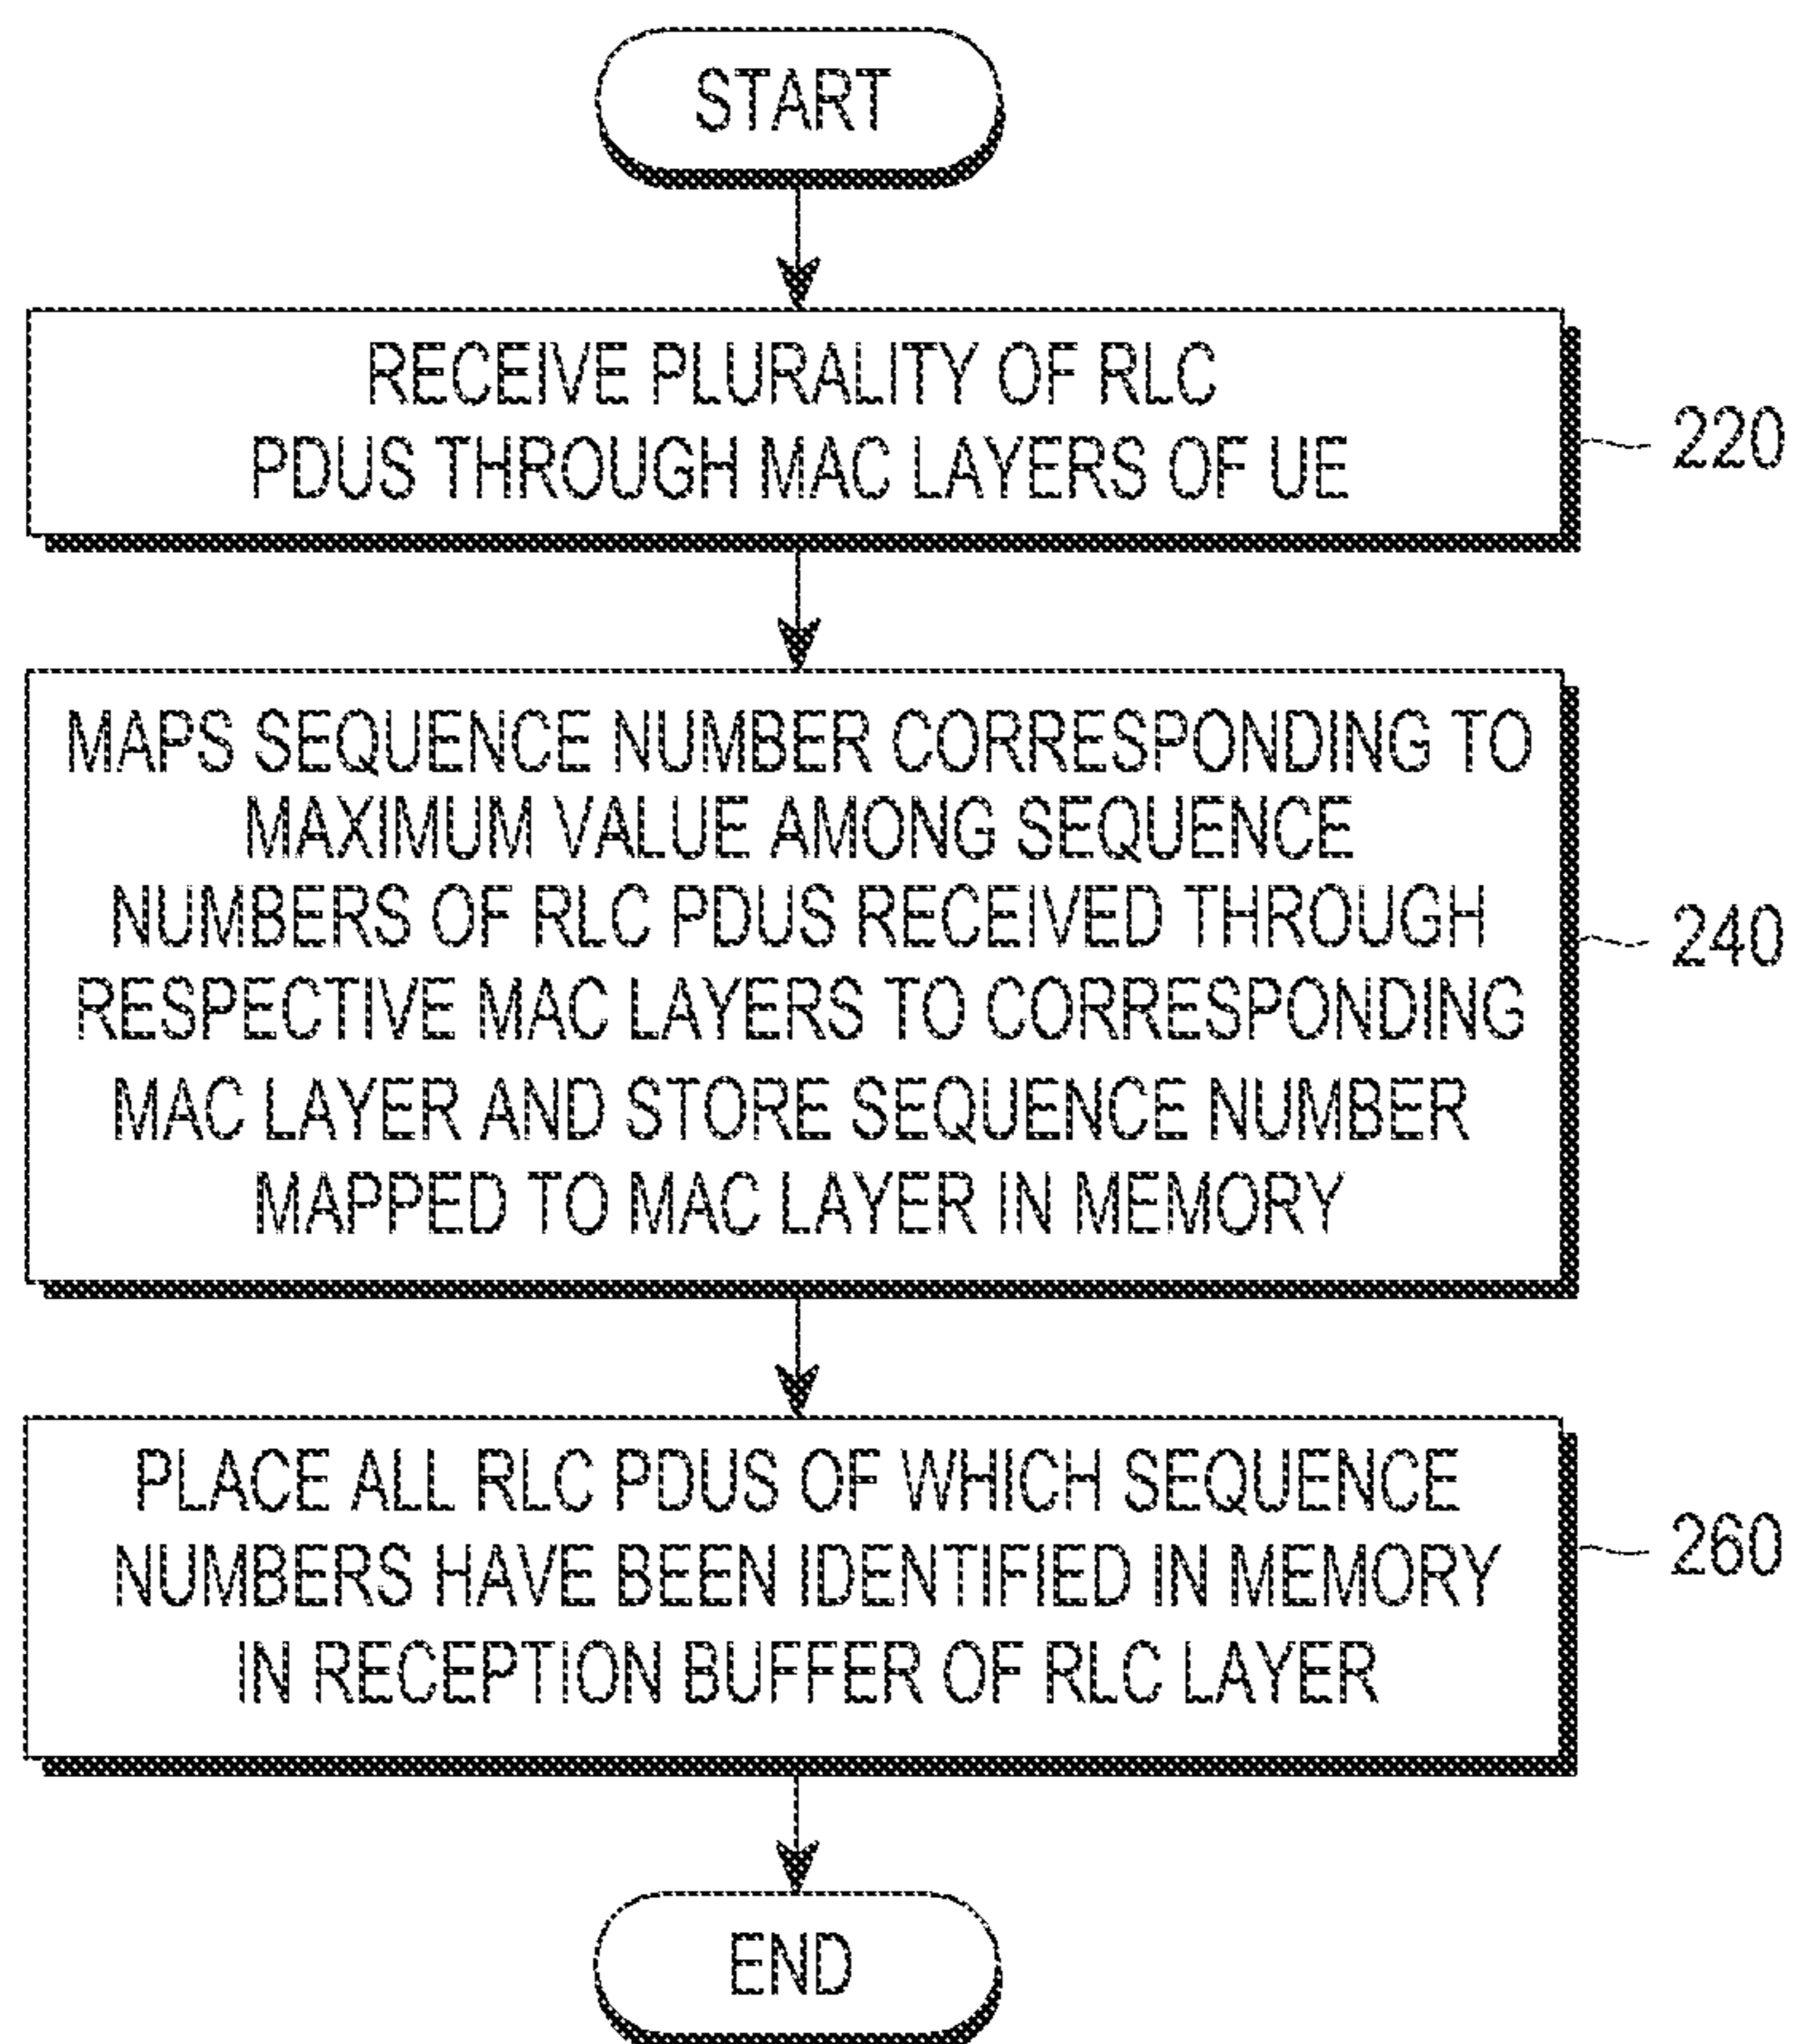 START
RECEIVE PLURALITY OF RLC
PDUS THROUGH MAC LAYERS OF UE
220
MAPS SEQUENCE NUMBER CORRESPONDING TO
MAXIMUM VALUE AMONG SEQUENCE
NUMBERS OF RLC PDUS RECEIVED THROUGH
RESPECTIVE MAC LAYERS TO CORRESPONDING
MAC LAYER AND STORE SEQUENCE NUMBER
MAPPED TO MAC LAYER IN MEMORY
240
PLACE ALL RLC PDUS OF WHICH SEQUENCE
NUMBERS HAVE BEEN IDENTIFIED IN MEMORY
IN RECEPTION BUFFER OF RLC LAYER
260
END